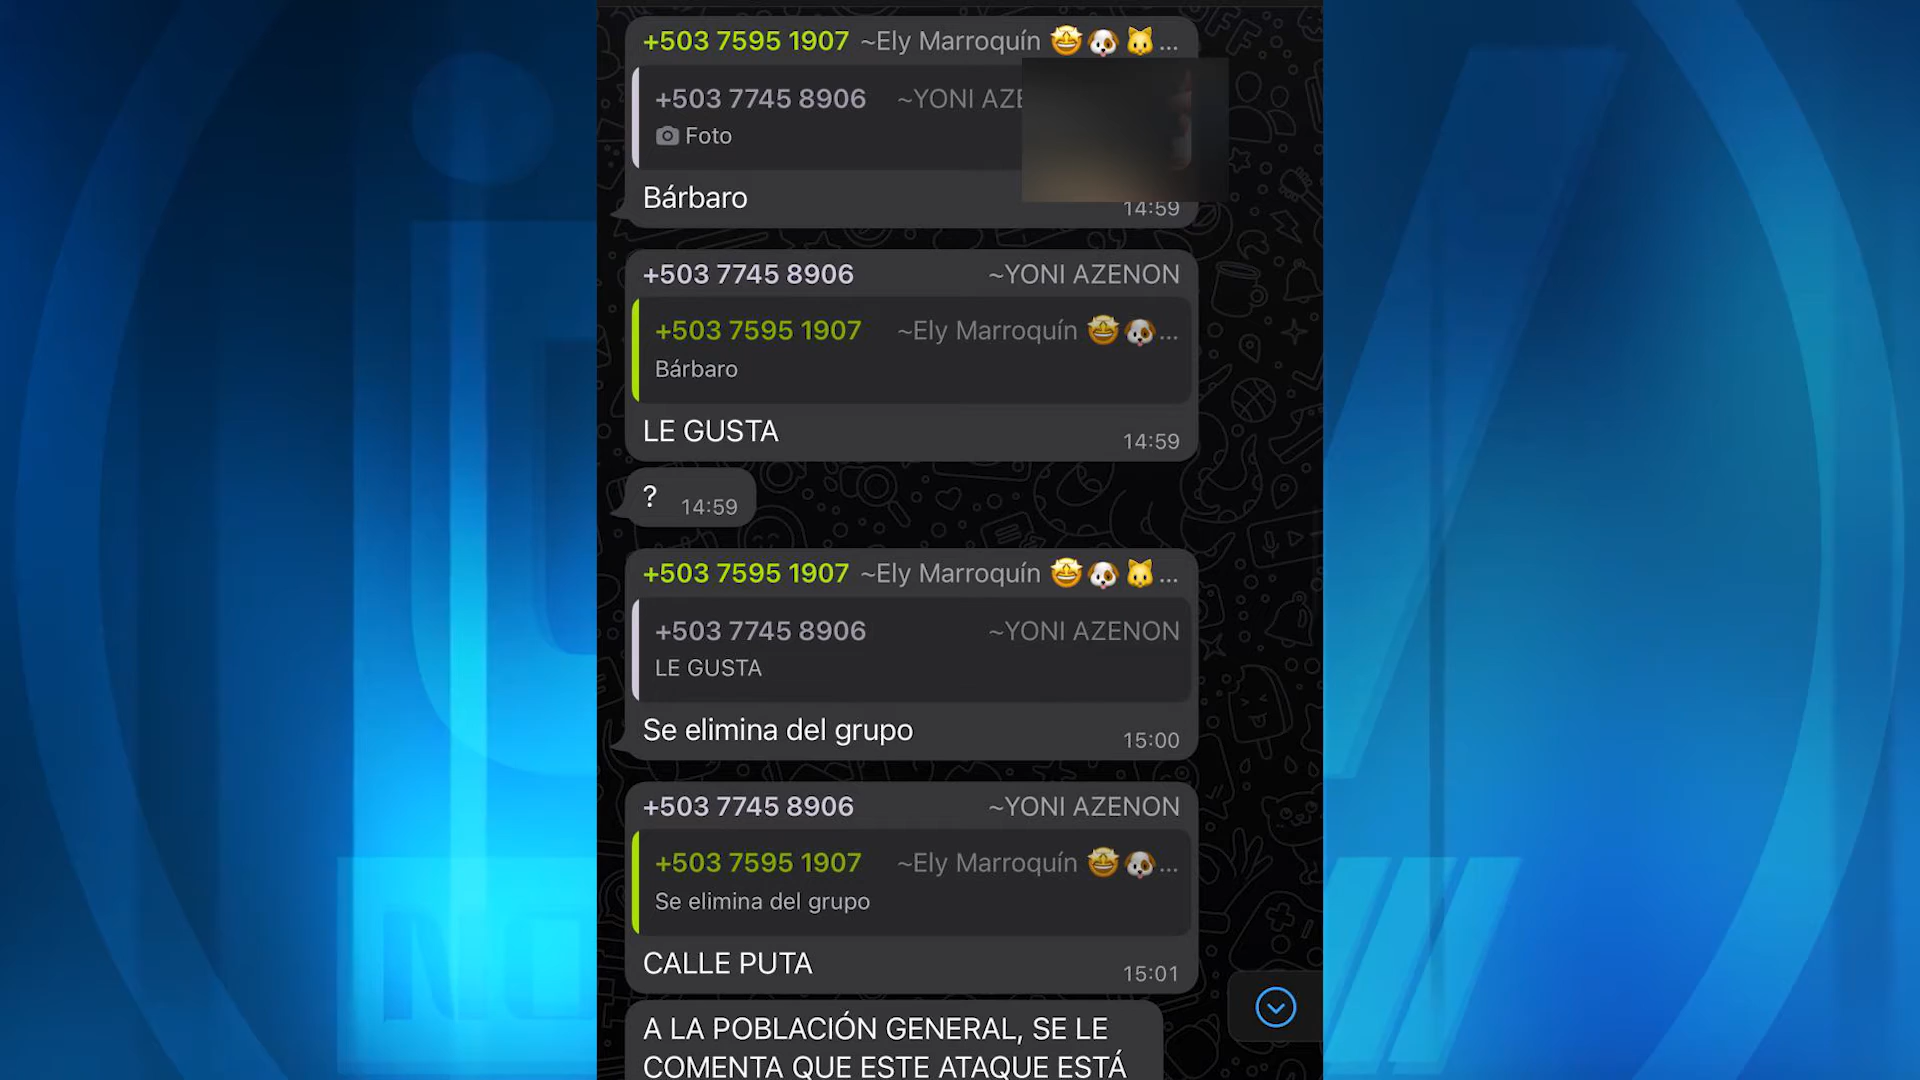 +503 7595 1907 ~Ely Marroquín 🤩🐶🐱...
+503 7745 8906 ~YONI AZE
Foto
Bárbaro
14:59
+503 7745 8906 ~YONI AZENON
+503 7595 1907 ~Ely Marroquín 🤩🐶...
Bárbaro
LE GUSTA
14:59
? 14:59
+503 7595 1907 ~Ely Marroquín 🤩🐶🐱...
+503 7745 8906 ~YONI AZENON
LE GUSTA
Se elimina del grupo
15:00
+503 7745 8906 ~YONI AZENON
+503 7595 1907 ~Ely Marroquín 🤩🐶...
Se elimina del grupo
CALLE PUTA
15:01
A LA POBLACIÓN GENERAL, SE LE
COMENTA QUE ESTE ATAQUE ESTÁ